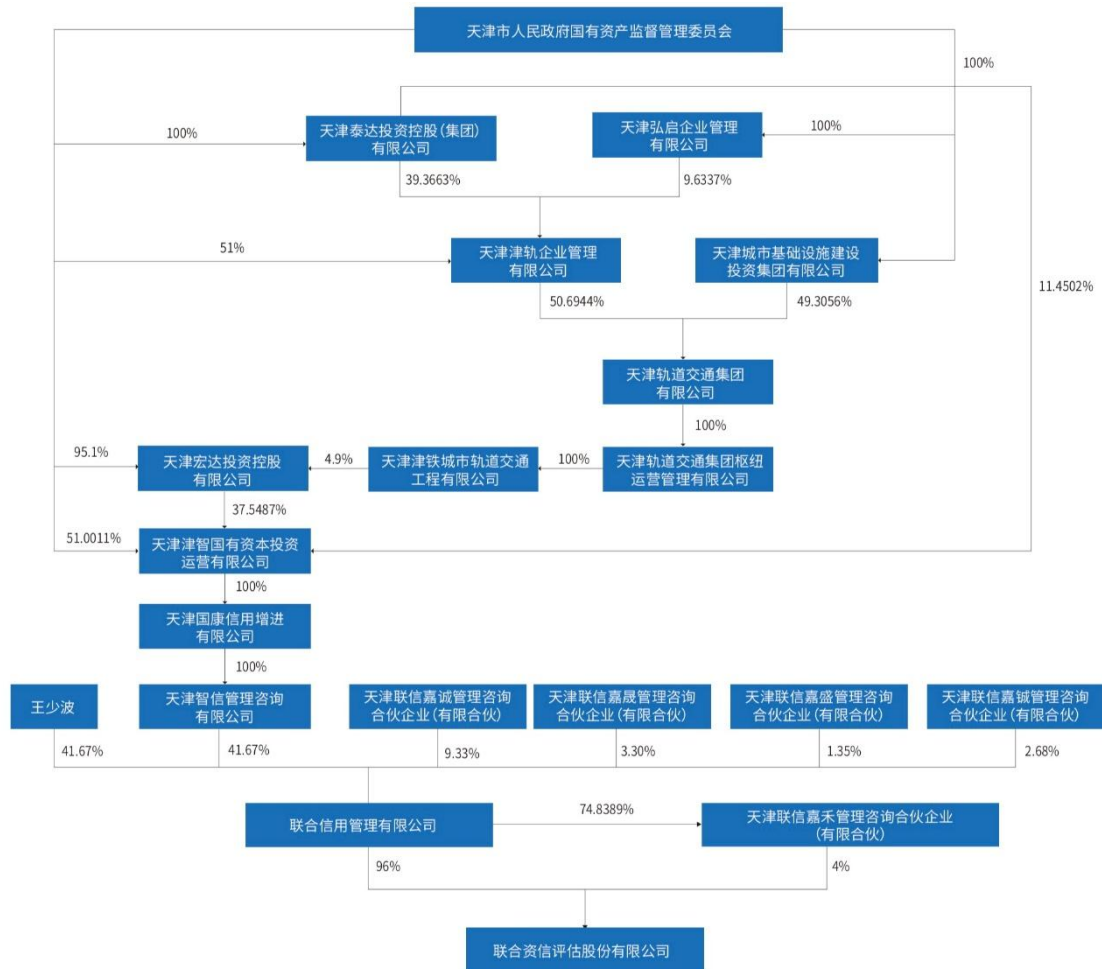 天津市人民政府国有资产监督管理委员会
100%
天津泰达投资控股(集团)
有限公司
天津弘启企业管理
有限公司
100%
100%
39.3663%
9.6337%
51%
天津津轨企业管理
有限公司
天津城市基础设施建设
投资集团有限公司
11.4502%
50.6944%
49.3056%
天津轨道交通集团
有限公司
100%
95.1%
天津宏达投资控股
有限公司
4.9%
天津津铁城市轨道交通
工程有限公司
100%
天津轨道交通集团枢纽
运营管理有限公司
37.5487%
51.0011%
天津津智国有资本投资
运营有限公司
100%
天津国康信用增进
有限公司
100%
王少波
天津智信管理咨询
有限公司
天津联信嘉诚管理咨询
合伙企业(有限合伙)
天津联信嘉晟管理咨询
合伙企业(有限合伙)
天津联信嘉盛管理咨询
合伙企业(有限合伙)
天津联信嘉铖管理咨询
合伙企业(有限合伙)
41.67%
41.67%
9.33%
3.30%
1.35%
2.68%
联合信用管理有限公司
74.8389%
天津联信嘉禾管理咨询合伙企业
(有限合伙)
96%
4%
联合资信评估股份有限公司